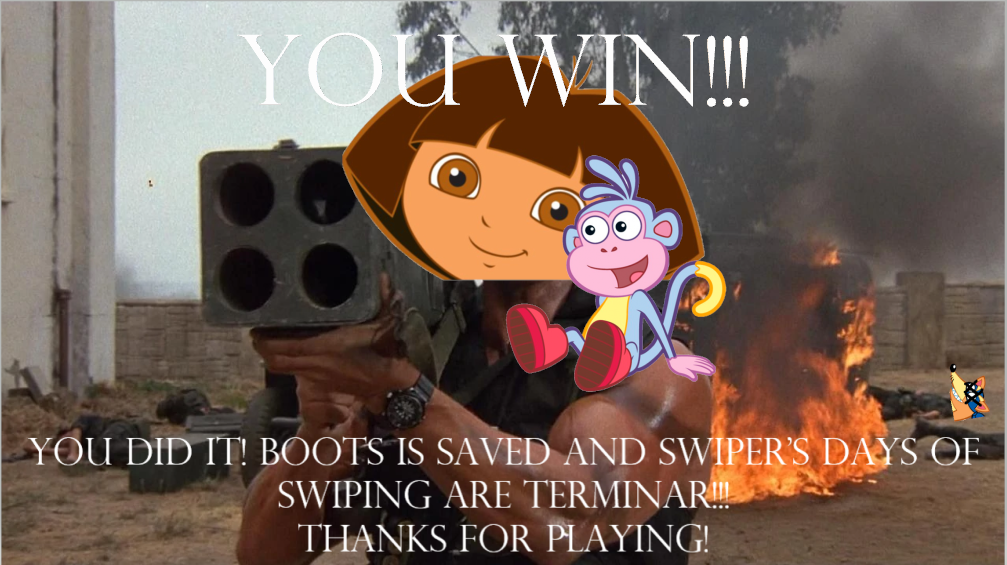 YOU WIN!!!
YOU DID IT! BOOTS IS SAVED AND SWIPER'S DAYS OF
SWIPING ARE TERMINAR!!!
THANKS FOR PLAYING!